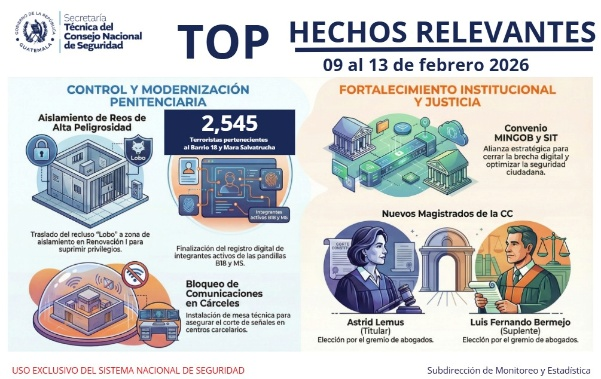 GOBIERNO DE LA REPÚBLICA
GUATEMALA
Secretaría
Técnica del
Consejo Nacional
de Seguridad
TOP
HECHOS RELEVANTES
09 al 13 de febrero 2026
CONTROL Y MODERNIZACIÓN
PENITENCIARIA
Aislamiento de Reos de
Alta Peligrosidad
Lobo
Traslado del recluso "Lobo" a zona de
aislamiento en Renovación I para
suprimir privilegios.
2,545
Terroristas pertenecientes
al Barrio 18 y Mara Salvatrucha
Integrantes
activos B18 y MS
Finalización del registro digital de
integrantes activos de las pandillas
B18 y MS.
Bloqueo de
Comunicaciones
en Cárceles
Instalación de mesa técnica para
asegurar el corte de señales en
centros carcelarios.
FORTALECIMIENTO INSTITUCIONAL
Y JUSTICIA
Convenio
MINGOB y SIT
Alianza estratégica para
cerrar la brecha digital y
optimizar la seguridad
ciudadana.
Nuevos Magistrados de la CC
Astrid Lemus
(Titular)
Elección por el gremio de abogados.
Luis Fernando Bermejo
(Suplente)
Elección por el gremio de abogados.
USO EXCLUSIVO DEL SISTEMA NACIONAL DE SEGURIDAD
Subdirección de Monitoreo y Estadística